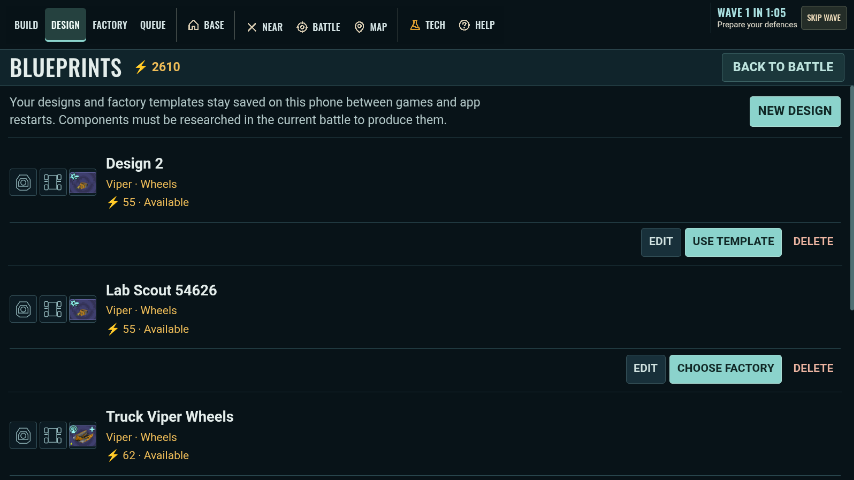 BUILD
DESIGN
FACTORY
QUEUE
BASE
NEAR
BATTLE
MAP
TECH
HELP
WAVE 1 IN 1:05
Prepare your defences
SKIP WAVE
BLUEPRINTS
⚡ 2610
BACK TO BATTLE
Your designs and factory templates stay saved on this phone between games and app
restarts. Components must be researched in the current battle to produce them.
NEW DESIGN
Design 2
Viper · Wheels
⚡ 55 · Available
EDIT
USE TEMPLATE
DELETE
Lab Scout 54626
Viper · Wheels
⚡ 55 · Available
EDIT
CHOOSE FACTORY
DELETE
Truck Viper Wheels
Viper · Wheels
⚡ 62 · Available